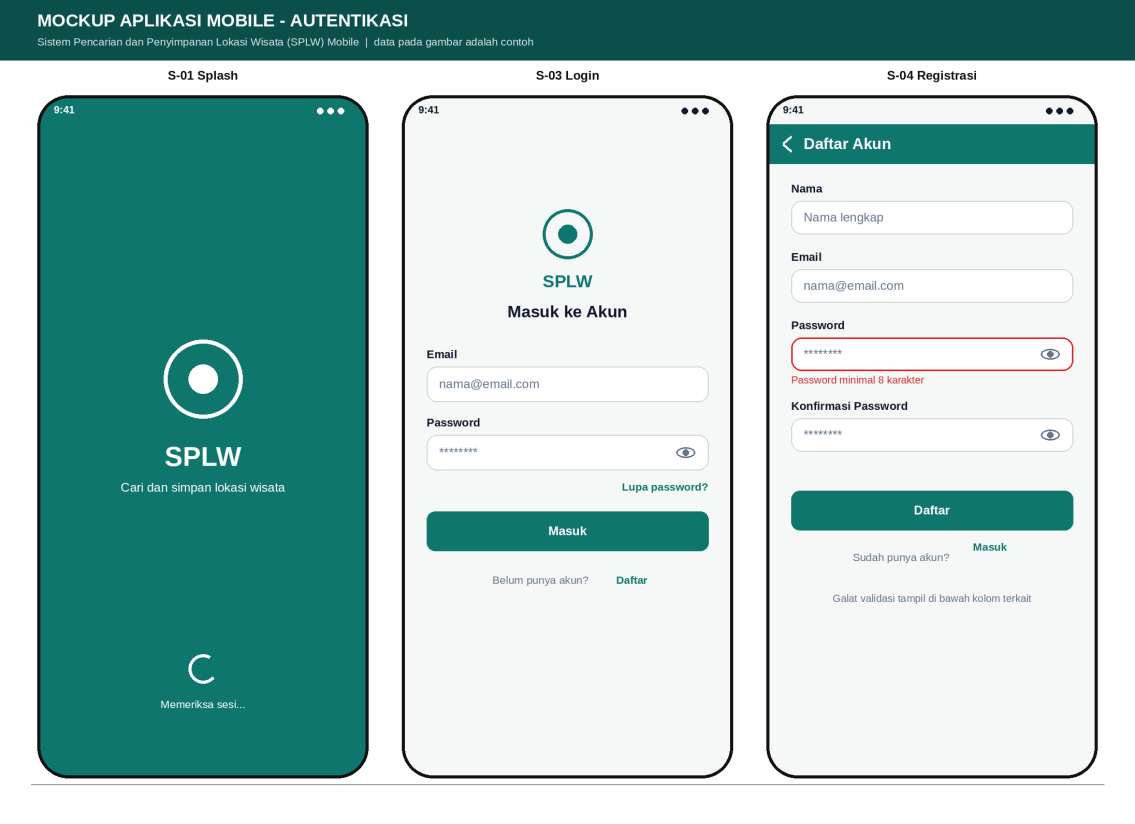 MOCKUP APLIKASI MOBILE - AUTENTIKASI
Sistem Pencarian dan Penyimpanan Lokasi Wisata (SPLW) Mobile | data pada gambar adalah contoh
S-01 Splash
9:41
SPLW
Cari dan simpan lokasi wisata
Memeriksa sesi...
S-03 Login
9:41
SPLW
Masuk ke Akun
Email
nama@email.com
Password
********
Lupa password?
Masuk
Belum punya akun? Daftar
S-04 Registrasi
9:41
Daftar Akun
Nama
Nama lengkap
Email
nama@email.com
Password
********
Password minimal 8 karakter
Konfirmasi Password
********
Daftar
Sudah punya akun? Masuk
Galat validasi tampil di bawah kolom terkait